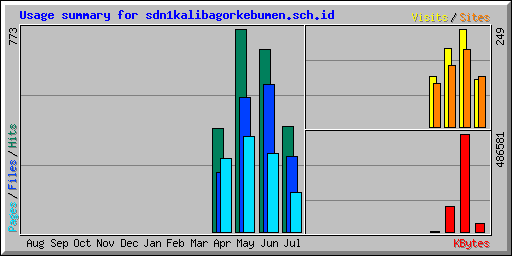 Usage summary for sdn1kalibagorkebumen.sch.id
Visits / Sites
773
249
Pages / Files / Hits
486581
Aug Sep Oct Nov Dec Jan Feb Mar Apr May Jun Jul
KBytes